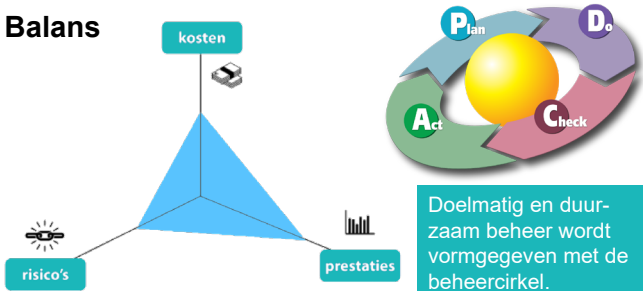 Balans
kosten
risico's
prestaties
Plan
Do
Act
Check
Doelmatig en duur-
zaam beheer wordt
vormgegeven met de
beheercirkel.